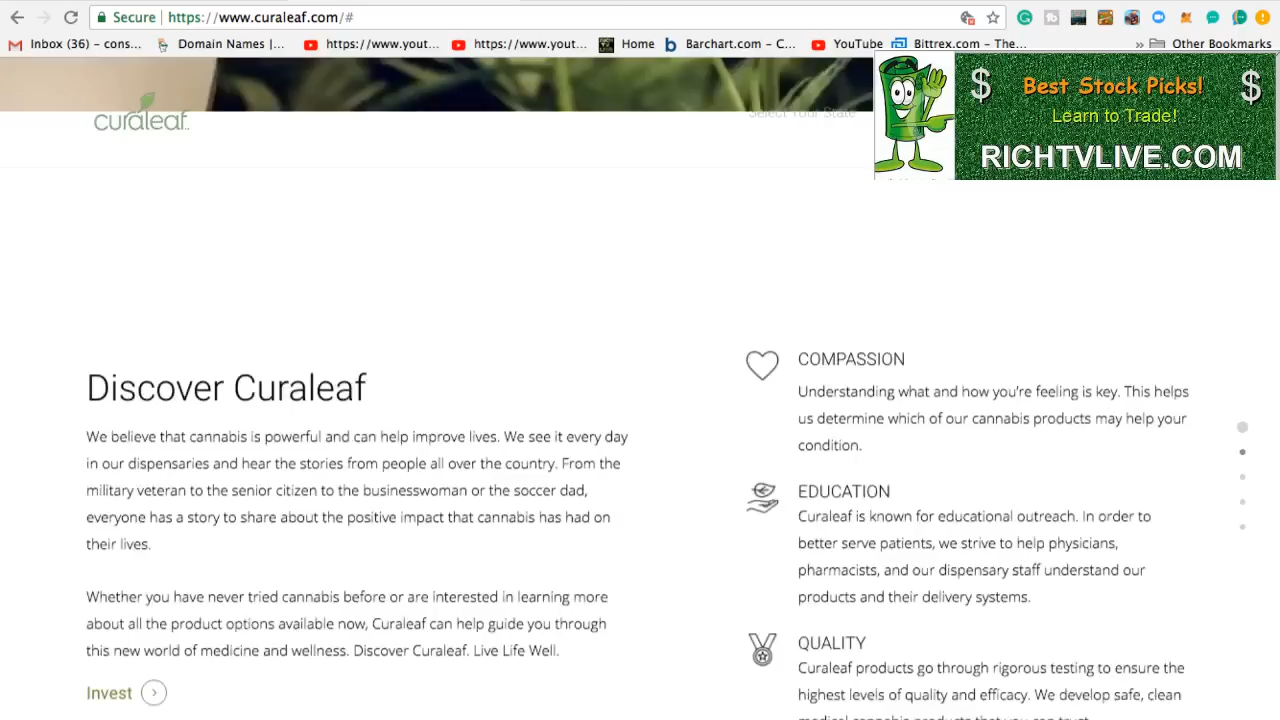 Secure https://www.curaleaf.com/#
Inbox (36) – cons...
Domain Names |...
https://www.yout...
https://www.yout...
Home
Barchart.com – C...
YouTube
Bittrex.com – The...
» Other Bookmarks
curaleaf
Select Your State
$ Best Stock Picks! $
Learn to Trade!
RICHTVLIVE.COM
Discover Curaleaf
We believe that cannabis is powerful and can help improve lives. We see it every day
in our dispensaries and hear the stories from people all over the country. From the
military veteran to the senior citizen to the businesswoman or the soccer dad,
everyone has a story to share about the positive impact that cannabis has had on
their lives.
Whether you have never tried cannabis before or are interested in learning more
about all the product options available now, Curaleaf can help guide you through
this new world of medicine and wellness. Discover Curaleaf. Live Life Well.
Invest
COMPASSION
Understanding what and how you're feeling is key. This helps
us determine which of our cannabis products may help your
condition.
EDUCATION
Curaleaf is known for educational outreach. In order to
better serve patients, we strive to help physicians,
pharmacists, and our dispensary staff understand our
products and their delivery systems.
QUALITY
Curaleaf products go through rigorous testing to ensure the
highest levels of quality and efficacy. We develop safe, clean
medical cannabis products that you can trust.